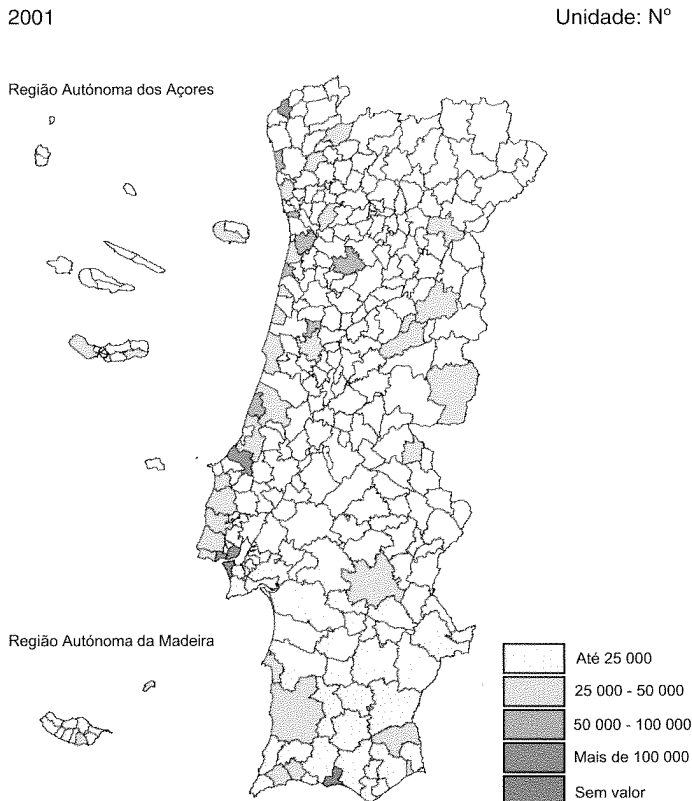 2001
Unidade: Nº
Região Autónoma dos Açores
Região Autónoma da Madeira
Até 25 000
25 000 - 50 000
50 000 - 100 000
Mais de 100 000
Sem valor